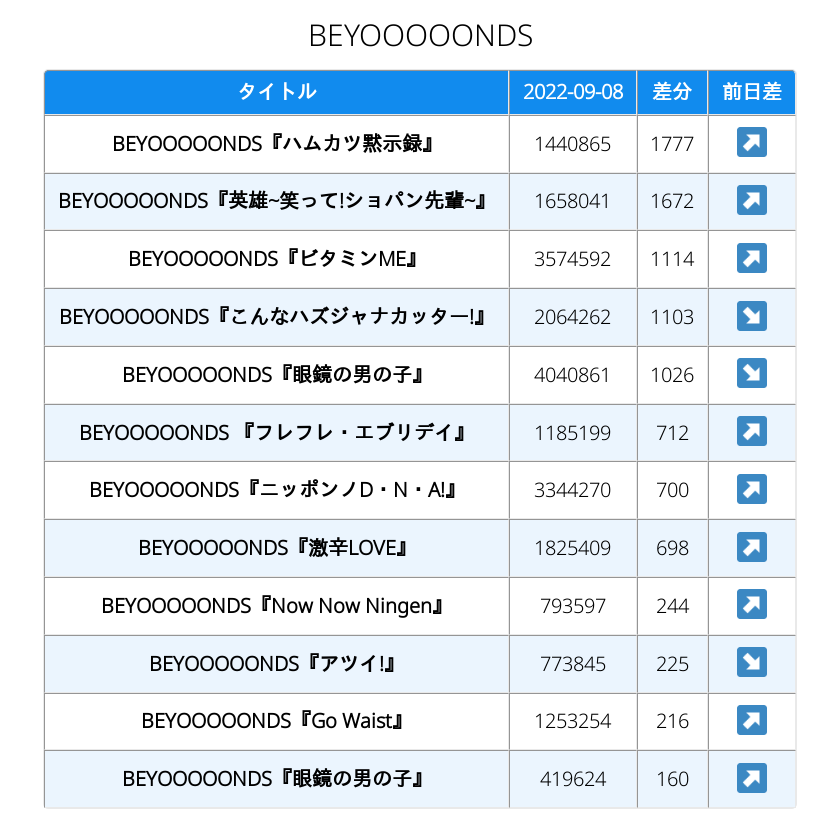 BEYOOOOONDS
タイトル 2022-09-08 差分 前日差
BEYOOOOONDS『ハムカツ黙示録』 1440865 1777 ↗
BEYOOOOONDS『英雄~笑って!ショパン先輩~』 1658041 1672 ↗
BEYOOOOONDS『ビタミンME』 3574592 1114 ↗
BEYOOOOONDS『こんなハズジャナカッター!』 2064262 1103 ↘
BEYOOOOONDS『眼鏡の男の子』 4040861 1026 ↘
BEYOOOOONDS 『フレフレ・エブリデイ』 1185199 712 ↗
BEYOOOOONDS『ニッポンノD・N・A!』 3344270 700 ↗
BEYOOOOONDS『激辛LOVE』 1825409 698 ↗
BEYOOOOONDS『Now Now Ningen』 793597 244 ↗
BEYOOOOONDS『アツイ!』 773845 225 ↘
BEYOOOOONDS『Go Waist』 1253254 216 ↗
BEYOOOOONDS『眼鏡の男の子』 419624 160 ↗